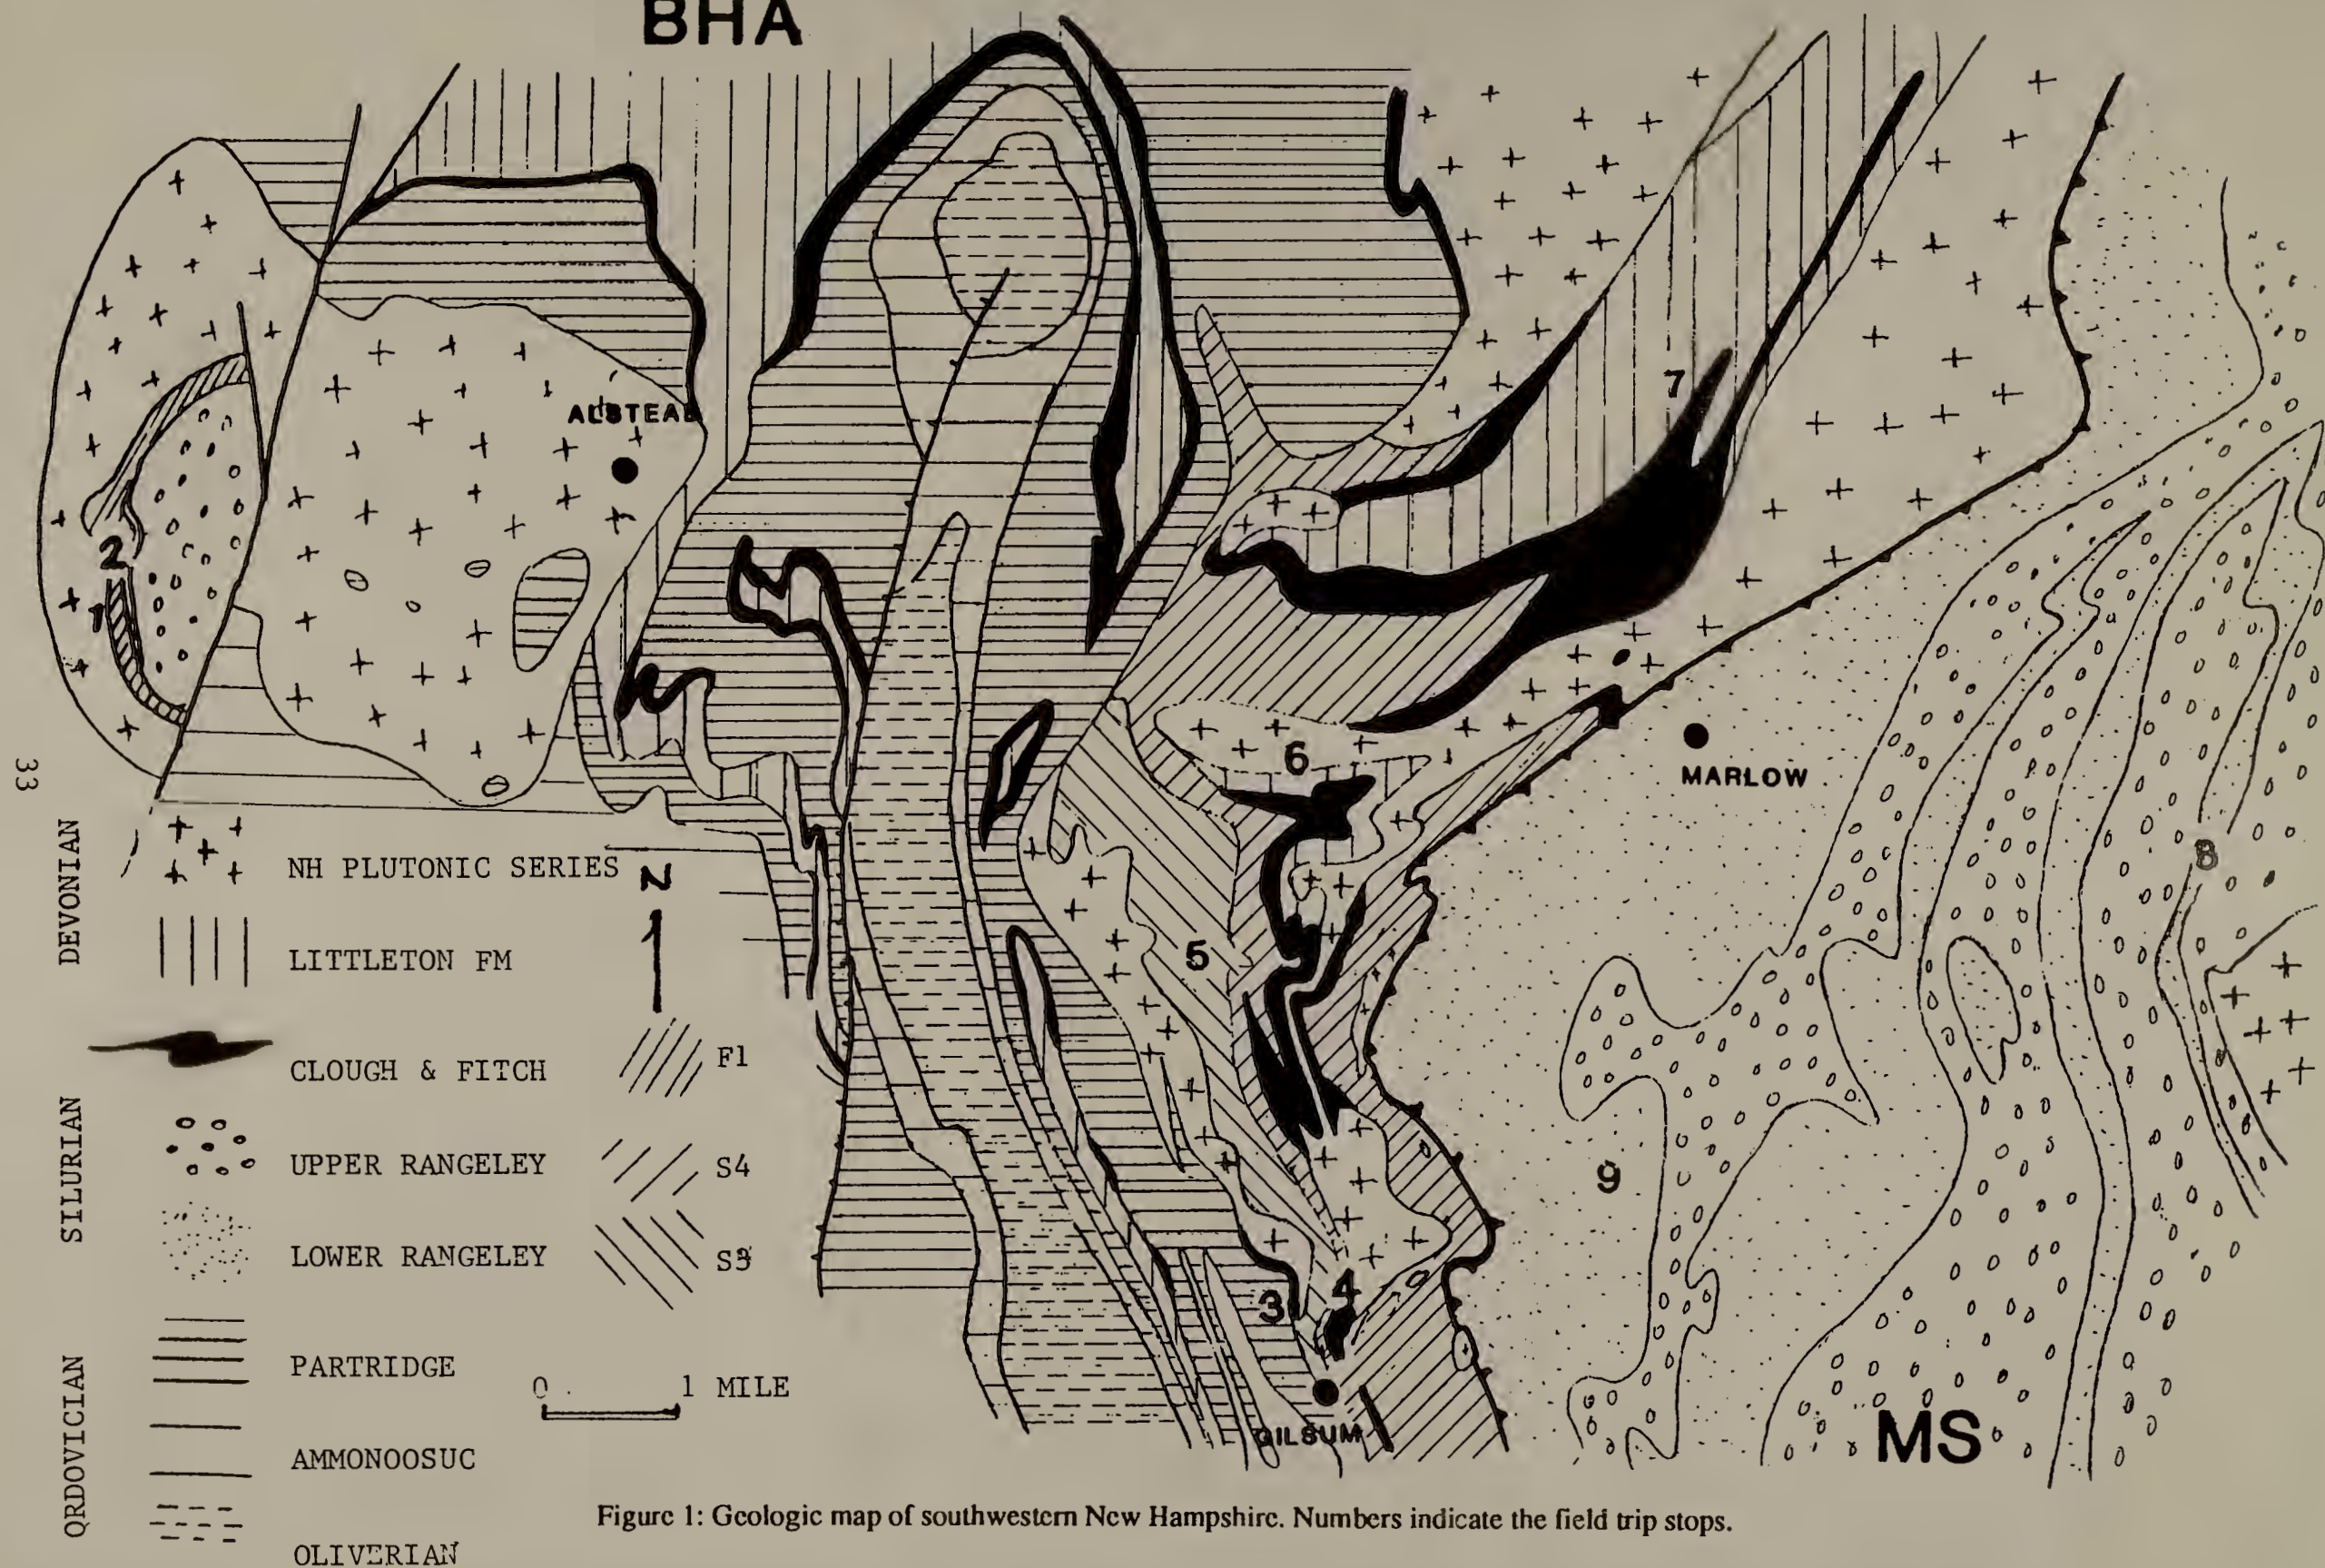 BHA
ALSTEAD
2
1
7
6
MARLOW
8
5
9
3
4
GILSUM
MS
33
DEVONIAN
NH PLUTONIC SERIES
N
LITTLETON FM
CLOUGH & FITCH
F1
SILURIAN
UPPER RANGELEY
S4
LOWER RANGELEY
S3
QRDOVICIAN
PARTRIDGE
0 1 MILE
AMMONOOSUC
OLIVERIAN
Figure 1: Geologic map of southwestern New Hampshire. Numbers indicate the field trip stops.